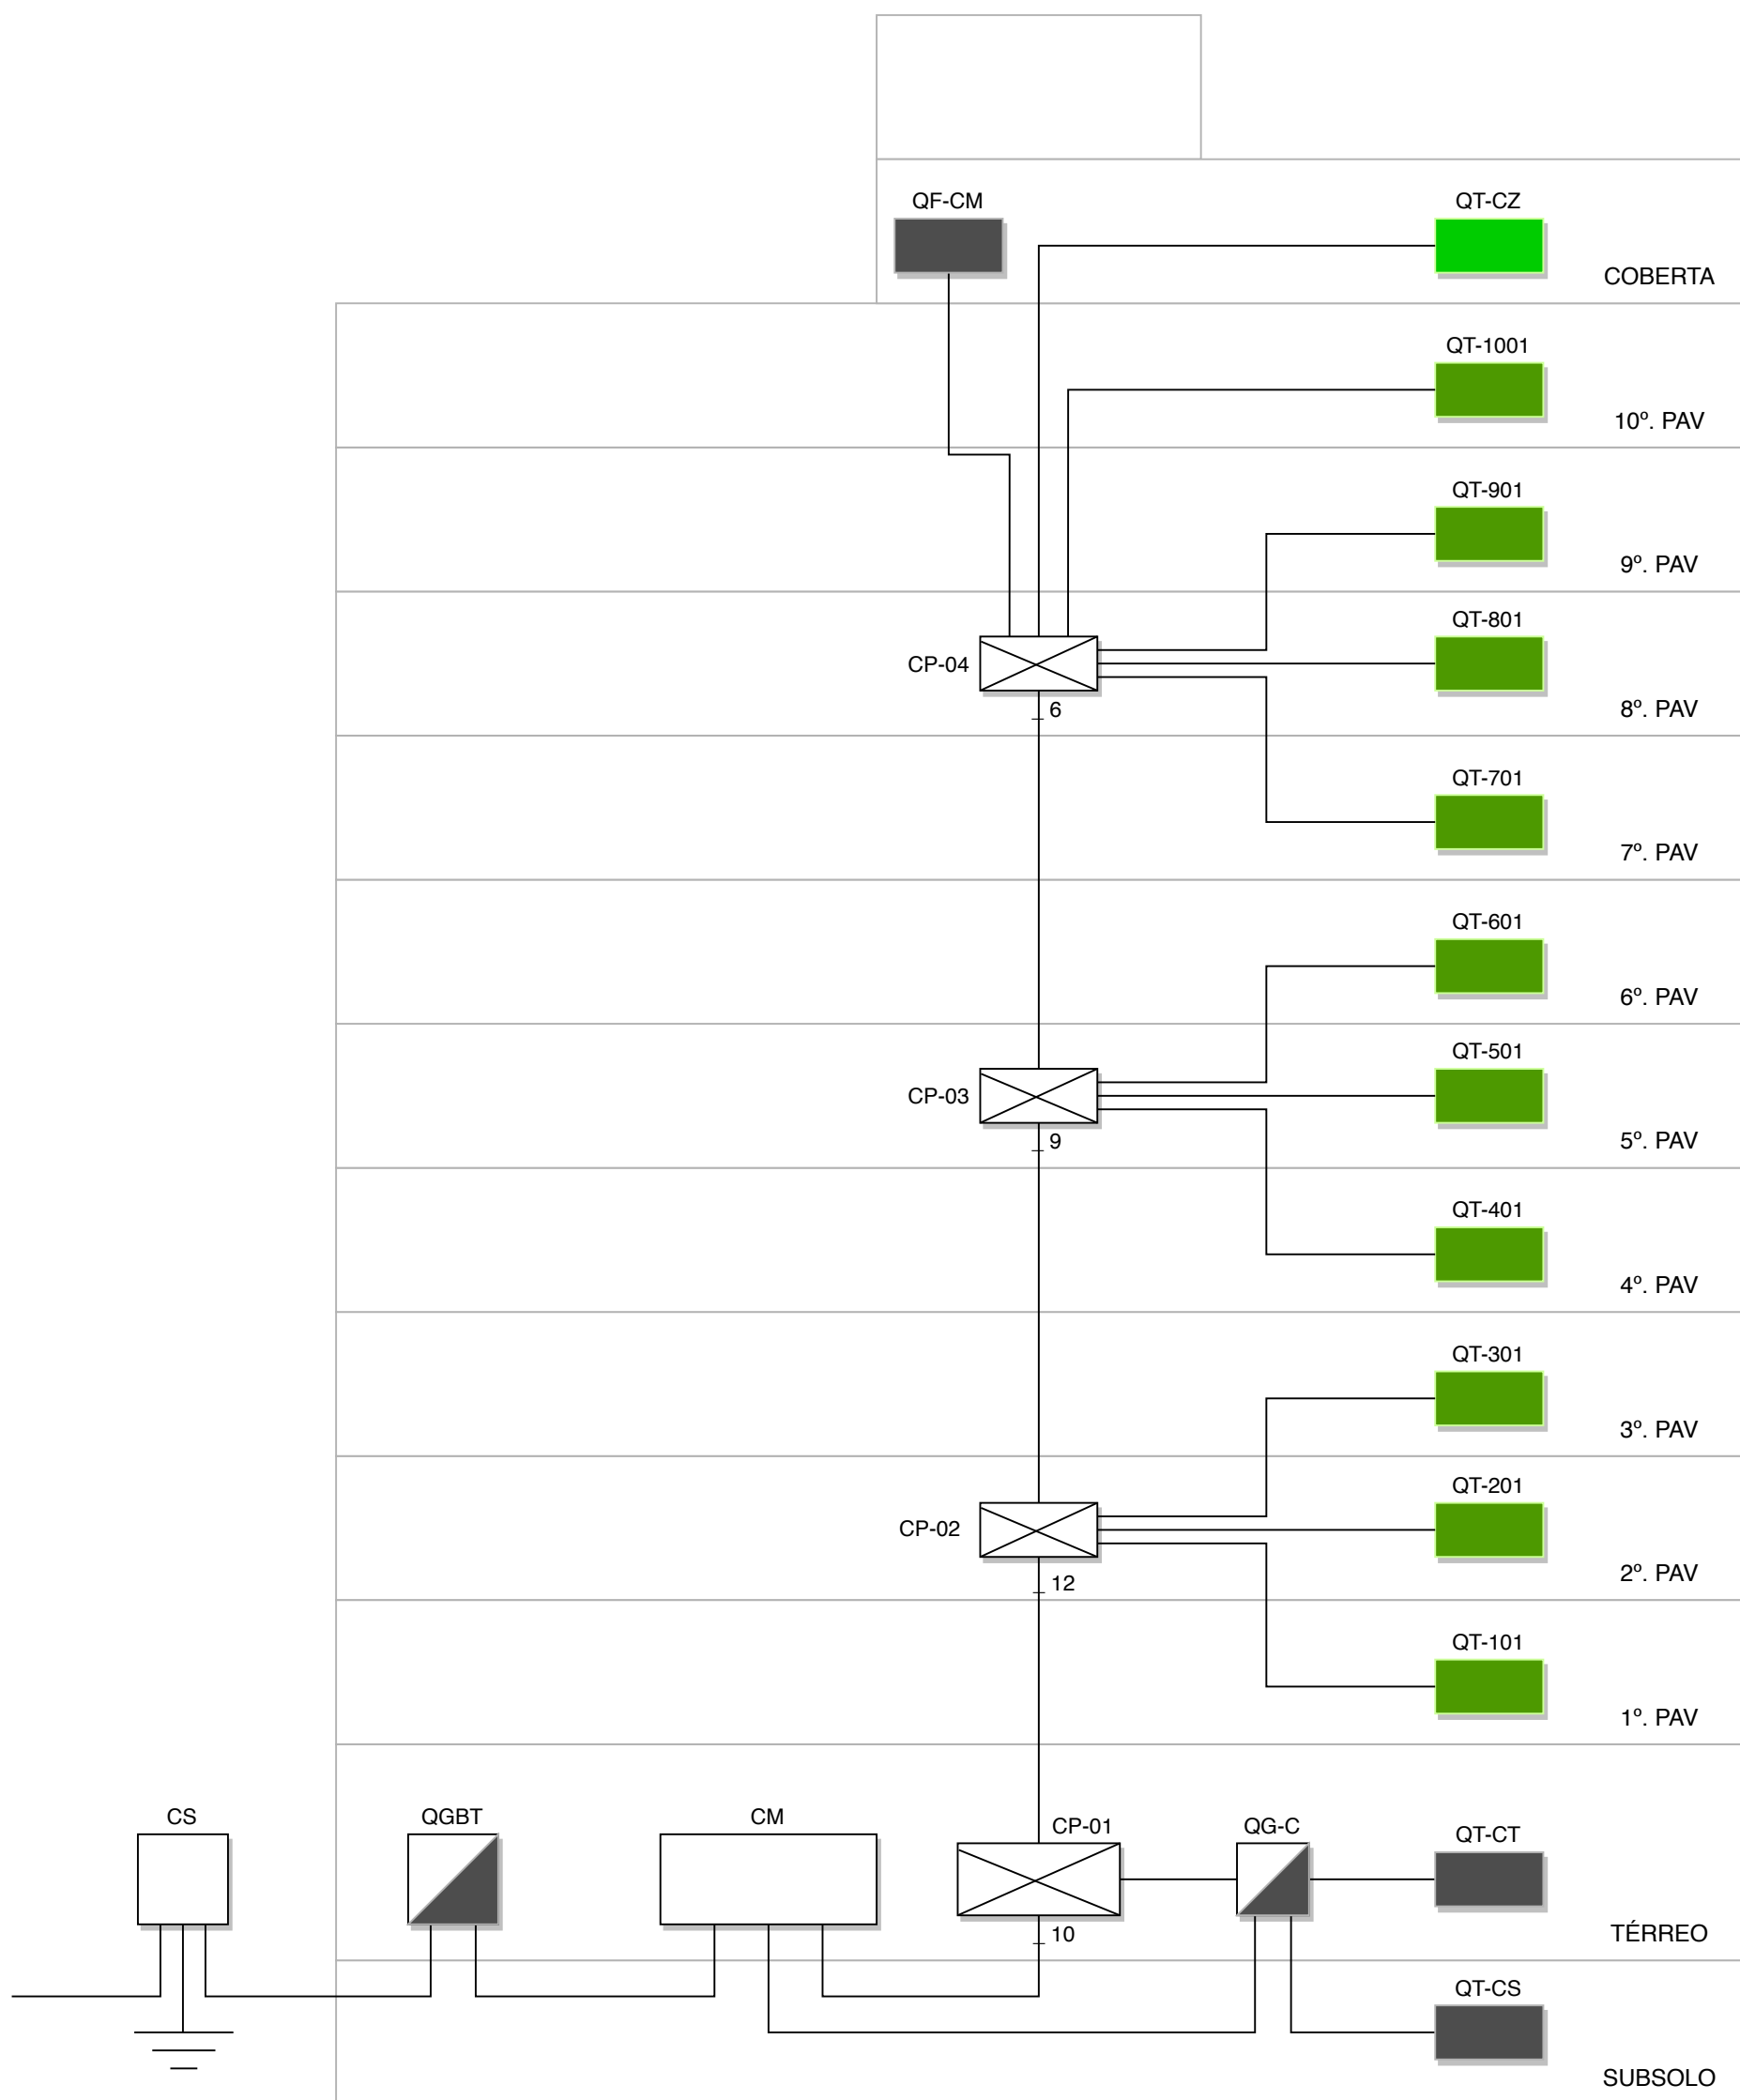 QF-CM
QT-CZ
COBERTA
QT-1001
10º. PAV
QT-901
9º. PAV
QT-801
CP-04
6
8º. PAV
QT-701
7º. PAV
QT-601
6º. PAV
QT-501
CP-03
9
5º. PAV
QT-401
4º. PAV
QT-301
3º. PAV
QT-201
CP-02
12
2º. PAV
QT-101
1º. PAV
CS
QGBT
CM
CP-01
QG-C
QT-CT
10
TÉRREO
QT-CS
SUBSOLO